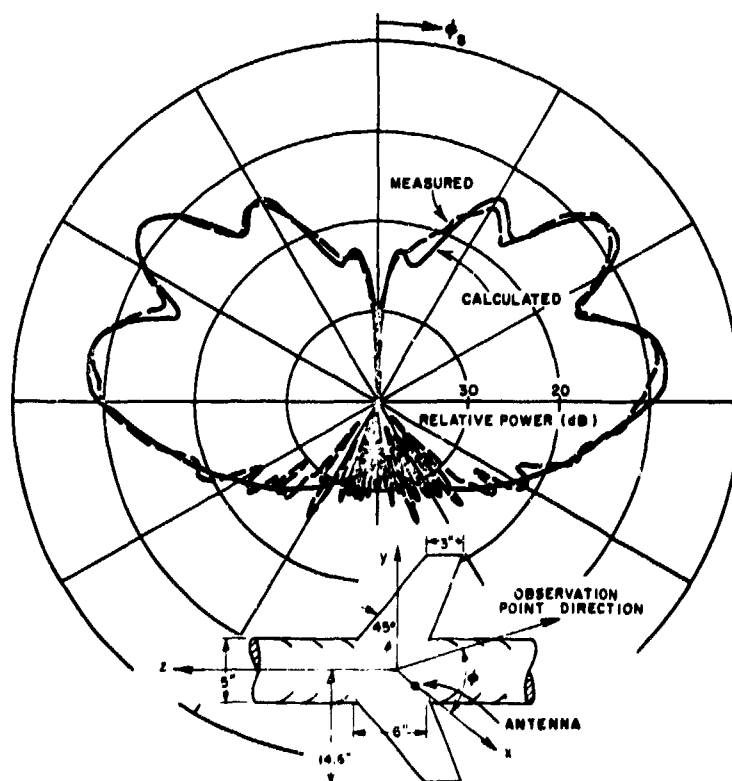 ϕs
MEASURED
CALCULATED
30
20
RELATIVE POWER (dB)
3"
y
OBSERVATION
POINT DIRECTION
45°
z
5"
ϕ
6"
ANTENNA
x
14.6"